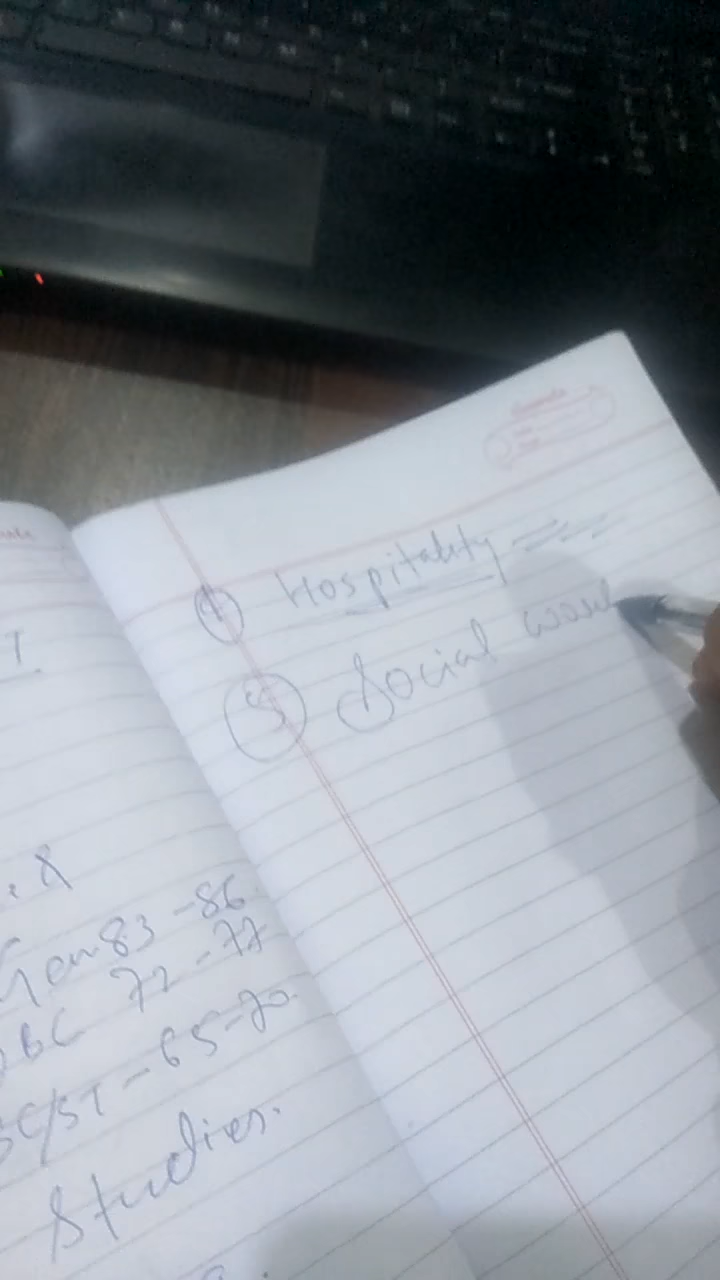 T
. X
Gen 83 - 86
OBC 72 - 77
SC/ST - 65 - 70
Studies.
④ Hospitality
⑤ Social work